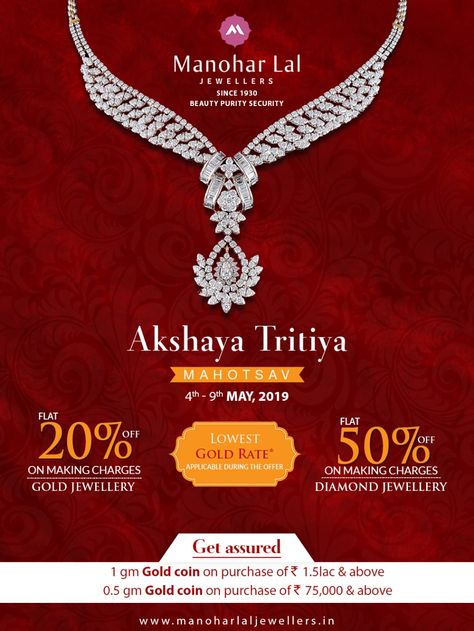 Manohar Lal
JEWELLERS
SINCE 1930
BEAUTY PURITY SECURITY
Akshaya Tritiya
MAHOTSAV
4th - 9th MAY, 2019
FLAT
20% OFF
ON MAKING CHARGES
GOLD JEWELLERY
LOWEST
GOLD RATE*
APPLICABLE DURING THE OFFER
FLAT
50% OFF
ON MAKING CHARGES
DIAMOND JEWELLERY
Get assured
1 gm Gold coin on purchase of ₹ 1.5lac & above
0.5 gm Gold coin on purchase of ₹ 75,000 & above
www.manoharlaljewellers.in